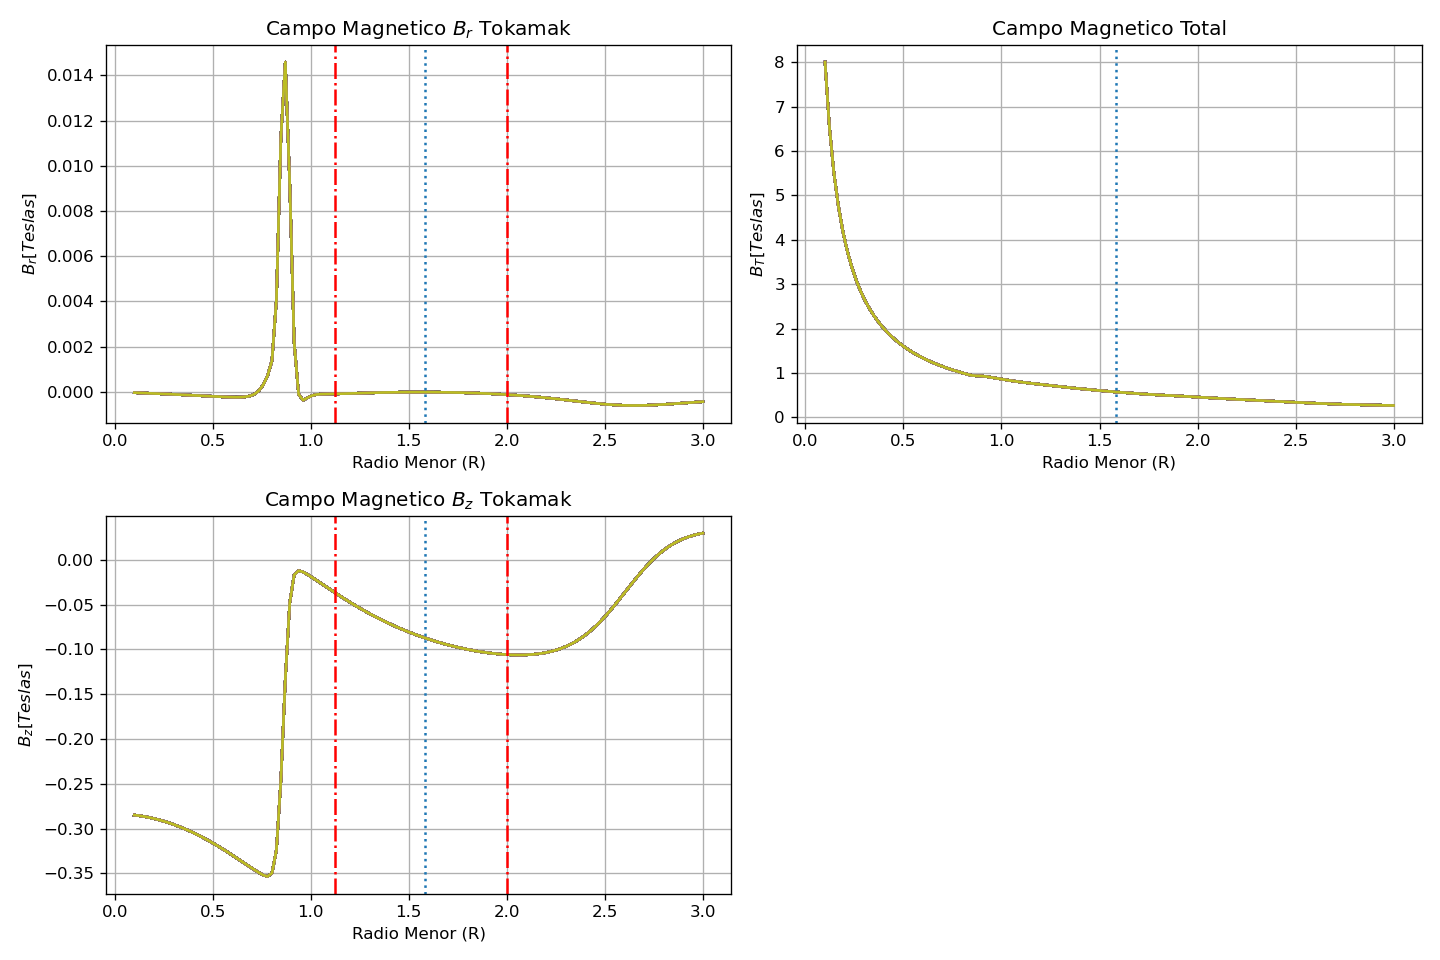 Campo Magnetico B_r Tokamak
0.014
0.012
0.010
0.008
0.006
0.004
0.002
0.000
B_r[Teslas]
0.0 0.5 1.0 1.5 2.0 2.5 3.0
Radio Menor (R)
Campo Magnetico Total
8
7
6
5
4
3
2
1
0
B_T[Teslas]
0.0 0.5 1.0 1.5 2.0 2.5 3.0
Radio Menor (R)
Campo Magnetico B_z Tokamak
0.00
−0.05
−0.10
−0.15
−0.20
−0.25
−0.30
−0.35
B_z[Teslas]
0.0 0.5 1.0 1.5 2.0 2.5 3.0
Radio Menor (R)